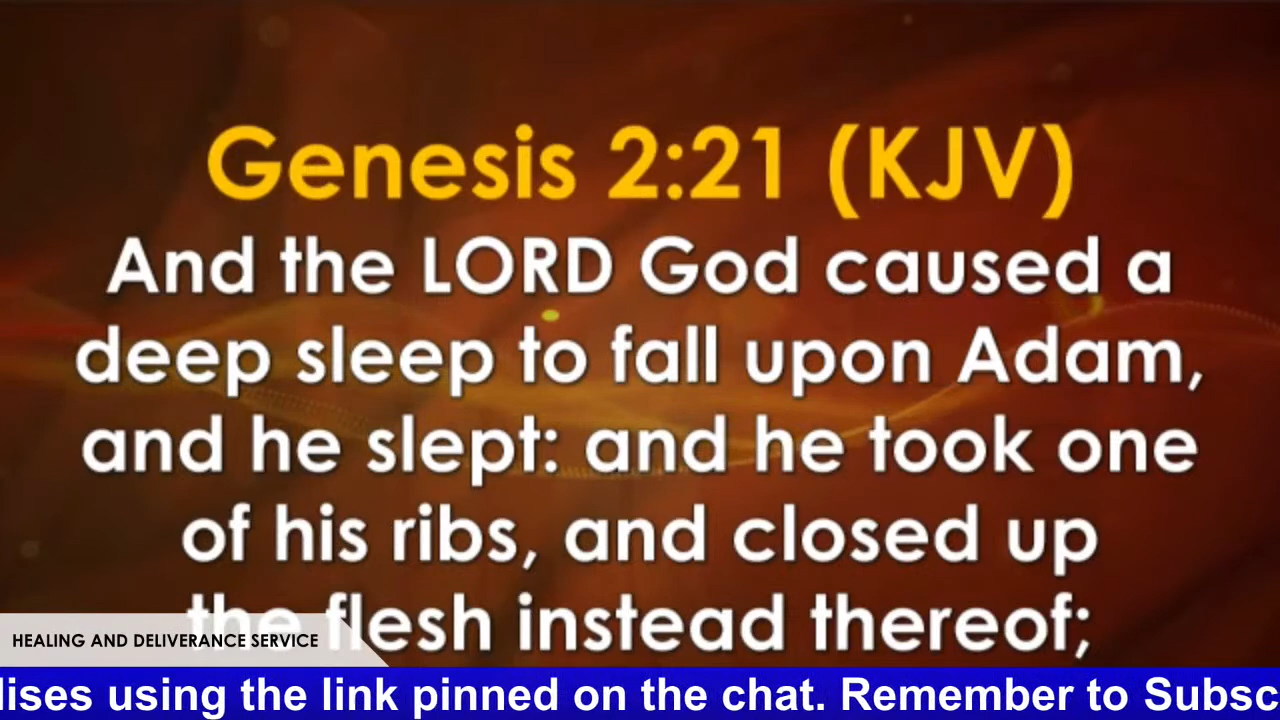 Genesis 2:21 (KJV)
And the LORD God caused a
deep sleep to fall upon Adam,
and he slept: and he took one
of his ribs, and closed up
the flesh instead thereof;
HEALING AND DELIVERANCE SERVICE
using the link pinned on the chat. Remember to